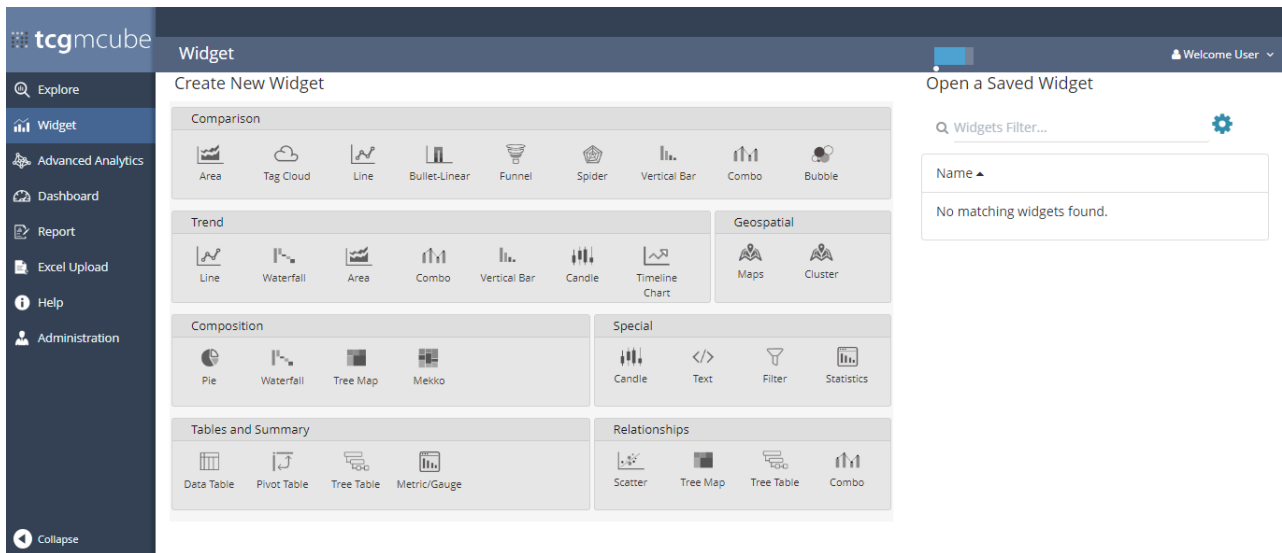 tcgmcube
Widget
Welcome User
Explore
Widget
Advanced Analytics
Dashboard
Report
Excel Upload
Help
Administration
Collapse
Create New Widget
Comparison
Area
Tag Cloud
Line
Bullet-Linear
Funnel
Spider
Vertical Bar
Combo
Bubble
Trend
Line
Waterfall
Area
Combo
Vertical Bar
Candle
Timeline
Chart
Geospatial
Maps
Cluster
Composition
Pie
Waterfall
Tree Map
Mekko
Special
Candle
</>
Text
Filter
Statistics
Tables and Summary
Data Table
Pivot Table
Tree Table
Metric/Gauge
Relationships
Scatter
Tree Map
Tree Table
Combo
Open a Saved Widget
Widgets Filter...
Name
No matching widgets found.